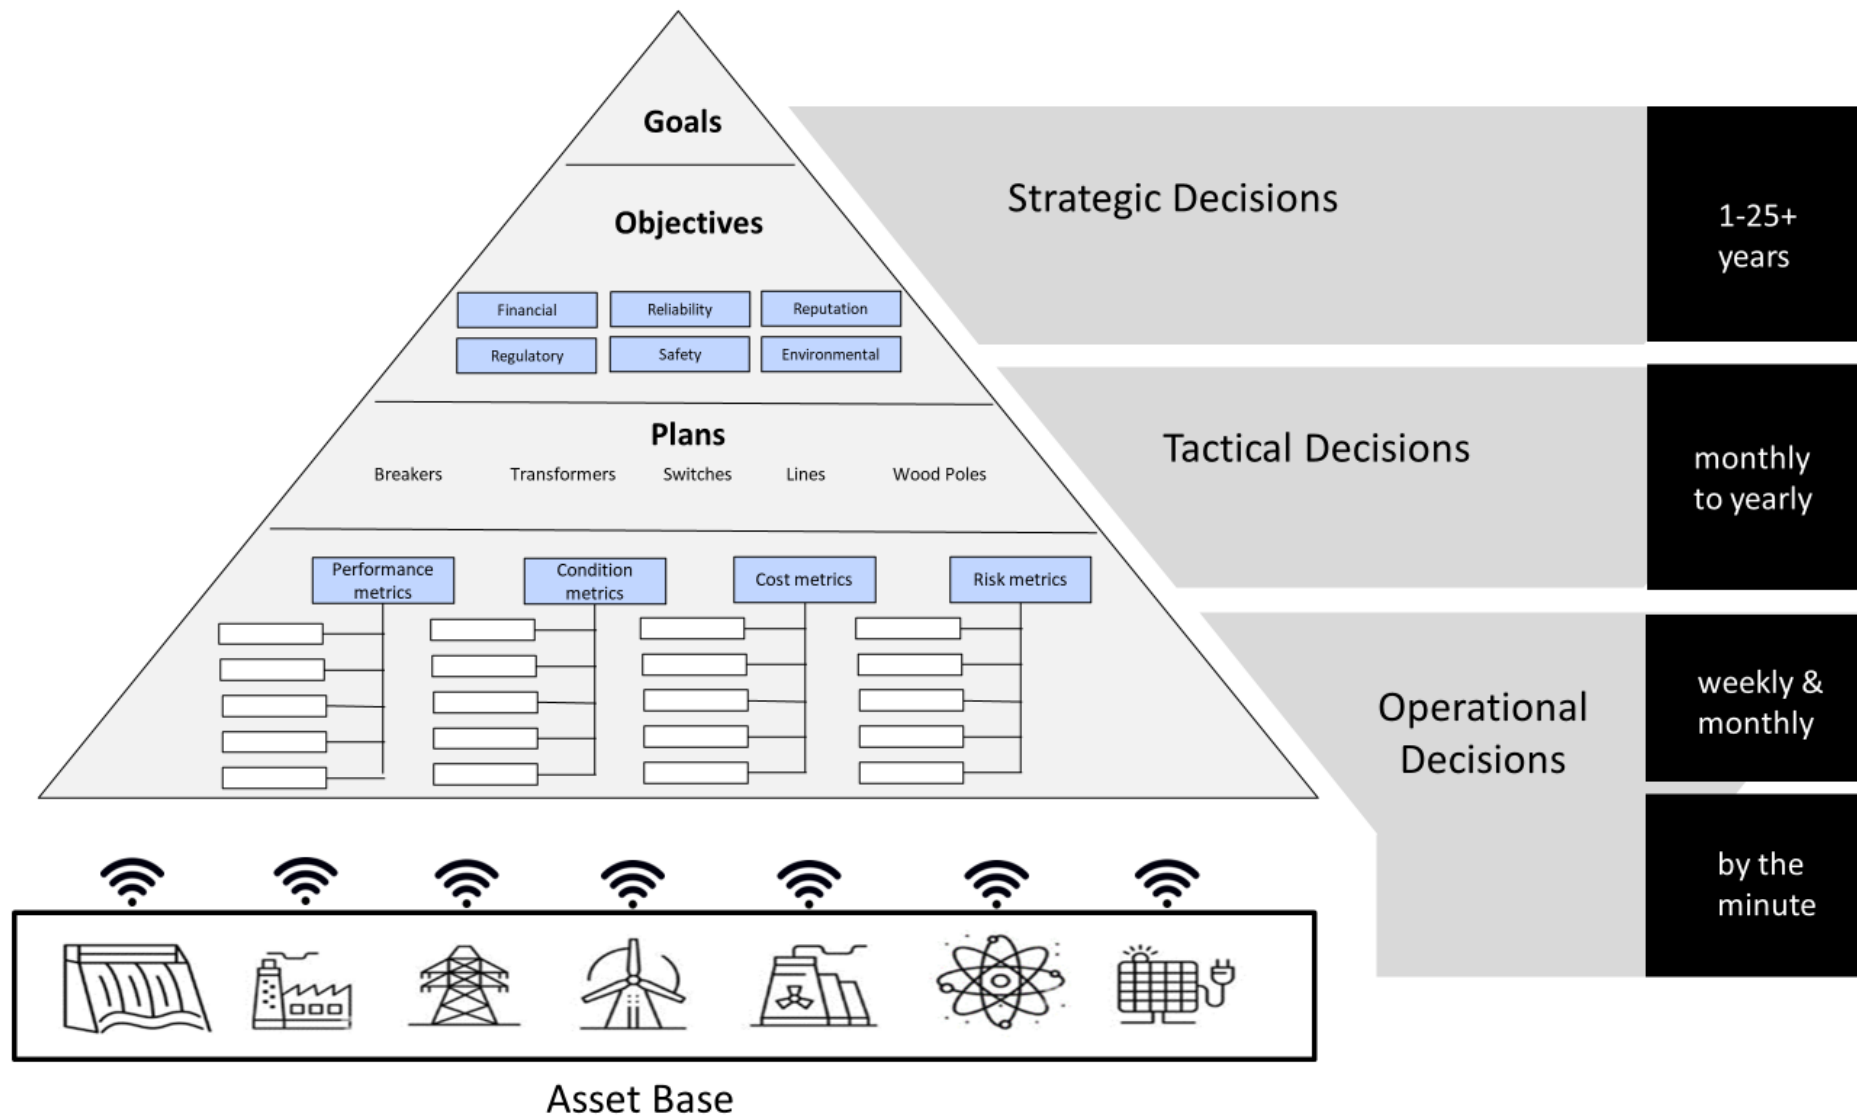 Goals
Objectives
Financial
Reliability
Reputation
Regulatory
Safety
Environmental
Plans
Breakers
Transformers
Switches
Lines
Wood Poles
Performance
metrics
Condition
metrics
Cost metrics
Risk metrics
Strategic Decisions
1-25+
years
Tactical Decisions
monthly
to yearly
Operational
Decisions
weekly &
monthly
by the
minute
Asset Base